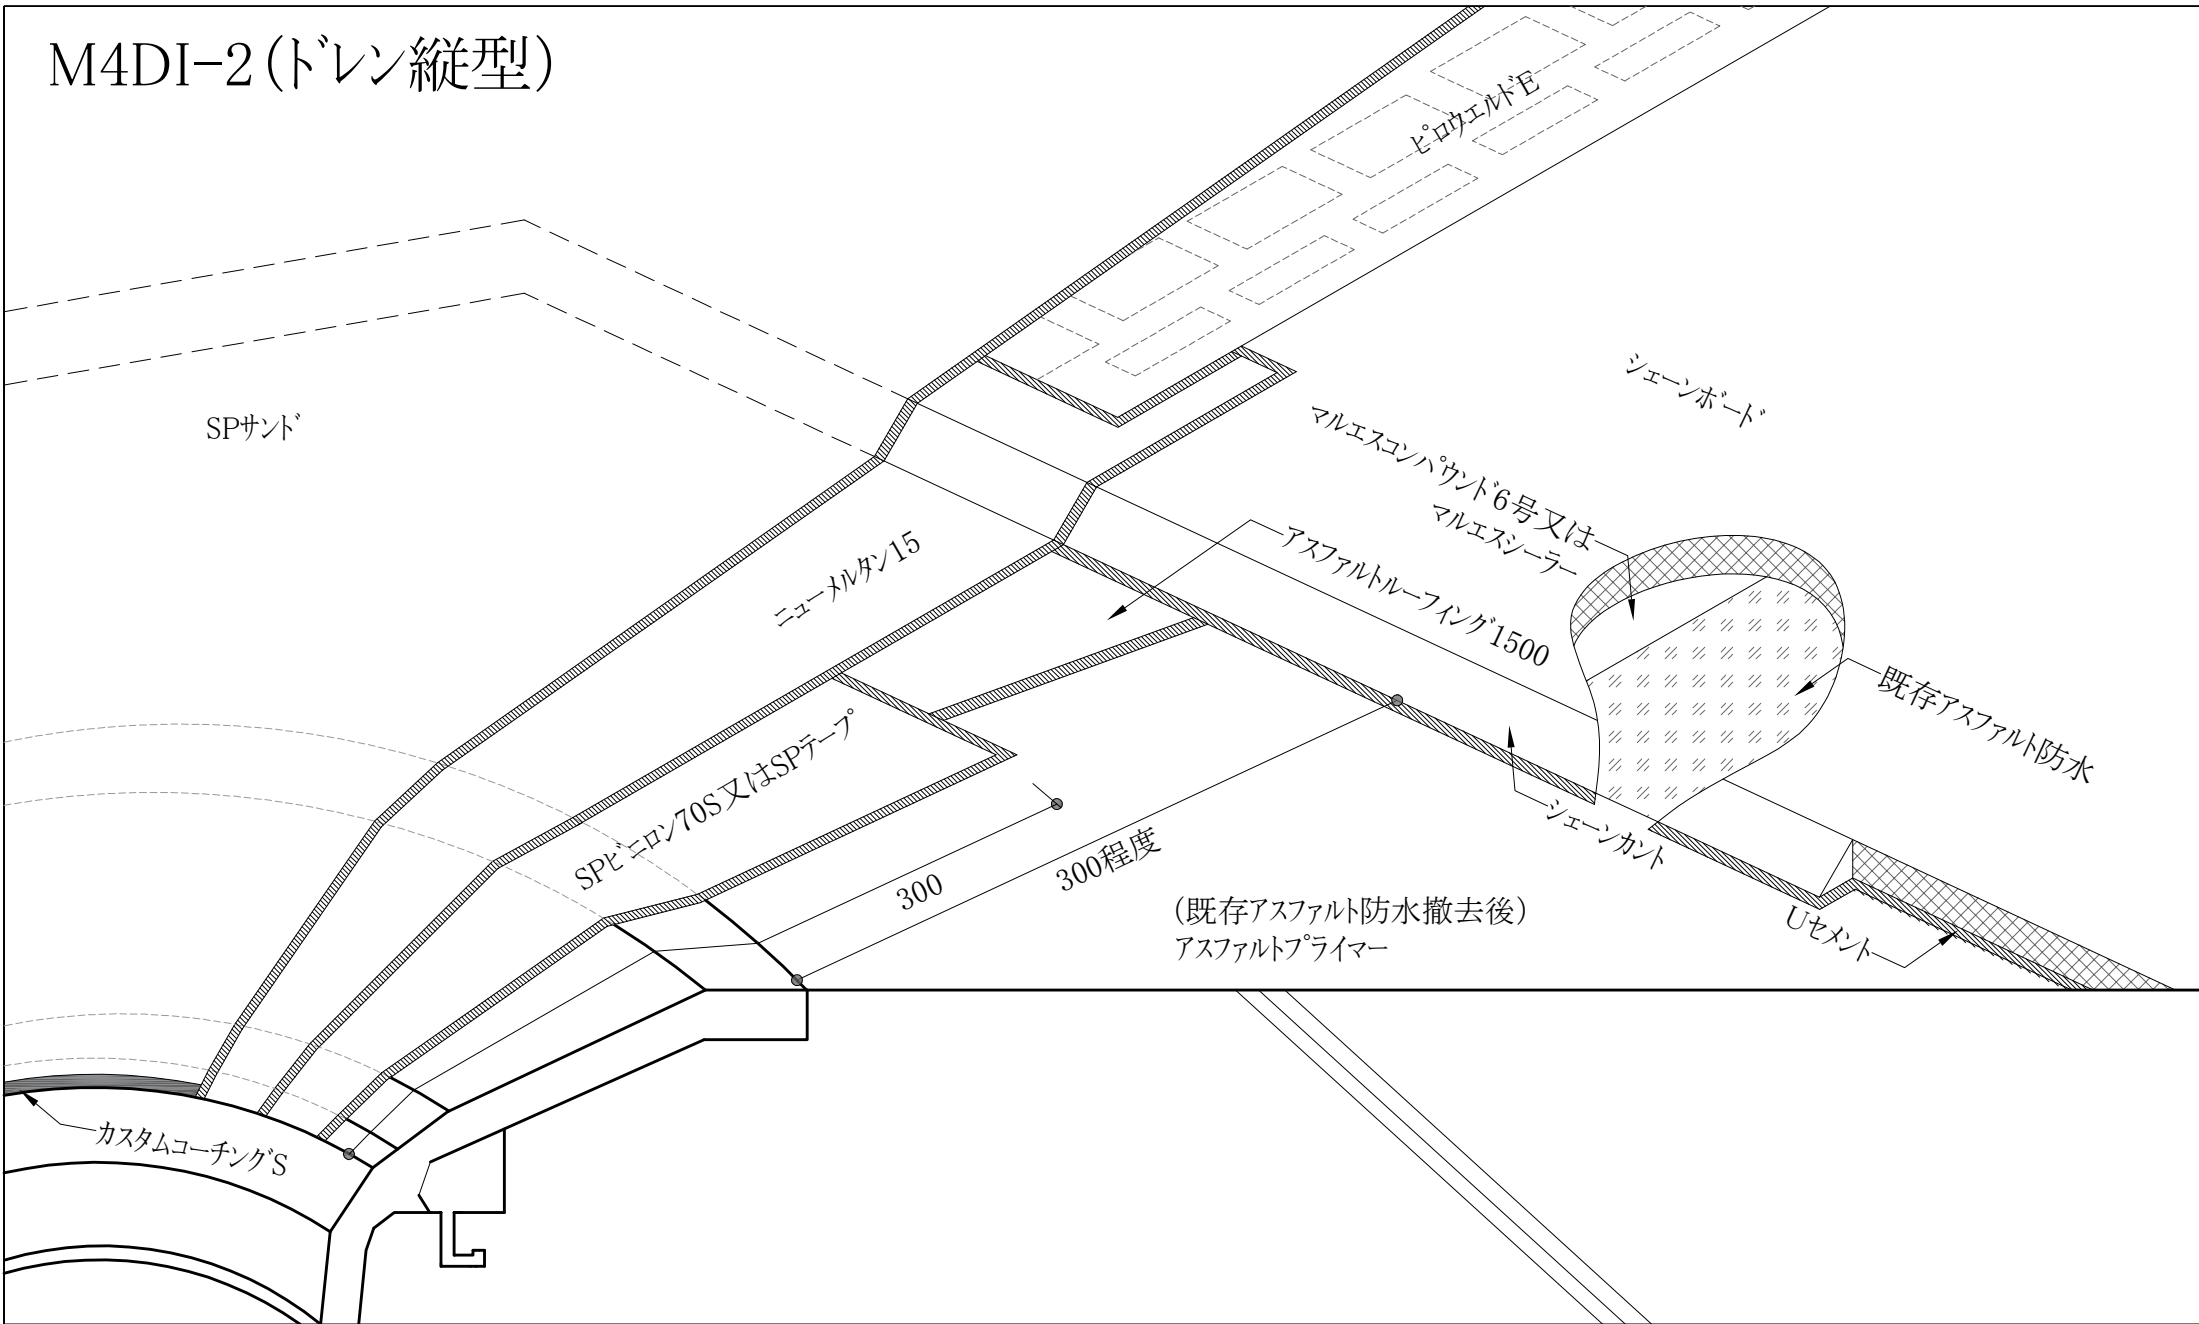 M4DI-2(ドレン縦型)
ピロウエルドE
シェーンボード
SPサンド
マルエスコンパウンド6号又は
マルエスシーラー
アスファルトルーフィング1500
ニューメルタン15
既存アスファルト防水
SPビニロン70S又はSPテープ
シェーンカント
300程度
300
(既存アスファルト防水撤去後)
アスファルトプライマー
Uセメント
カスタムコーチングS